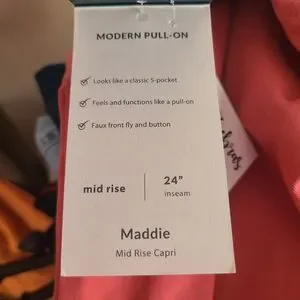 MODERN PULL-ON
Looks like a classic 5-pocket
Feels and functions like a pull-on
Faux front fly and button
mid rise
24"
inseam
Maddie
Mid Rise Capri